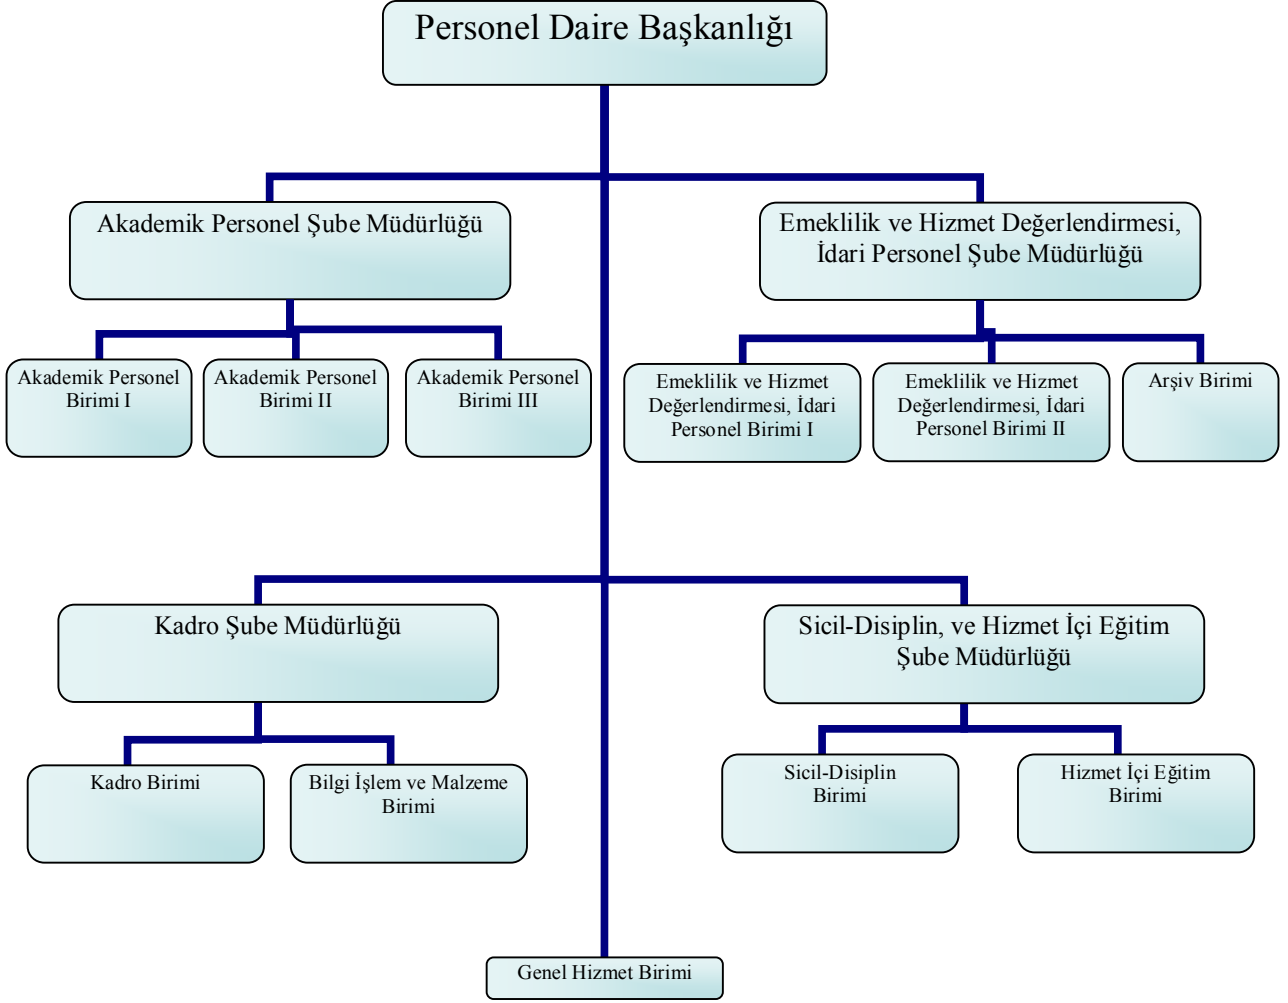 Personel Daire Başkanlığı
Akademik Personel Şube Müdürlüğü
Emeklilik ve Hizmet Değerlendirmesi,
İdari Personel Şube Müdürlüğü
Akademik Personel
Birimi I
Akademik Personel
Birimi II
Akademik Personel
Birimi III
Emeklilik ve Hizmet
Değerlendirmesi, İdari
Personel Birimi I
Emeklilik ve Hizmet
Değerlendirmesi, İdari
Personel Birimi II
Arşiv Birimi
Kadro Şube Müdürlüğü
Sicil-Disiplin, ve Hizmet İçi Eğitim
Şube Müdürlüğü
Kadro Birimi
Bilgi İşlem ve Malzeme
Birimi
Sicil-Disiplin
Birimi
Hizmet İçi Eğitim
Birimi
Genel Hizmet Birimi